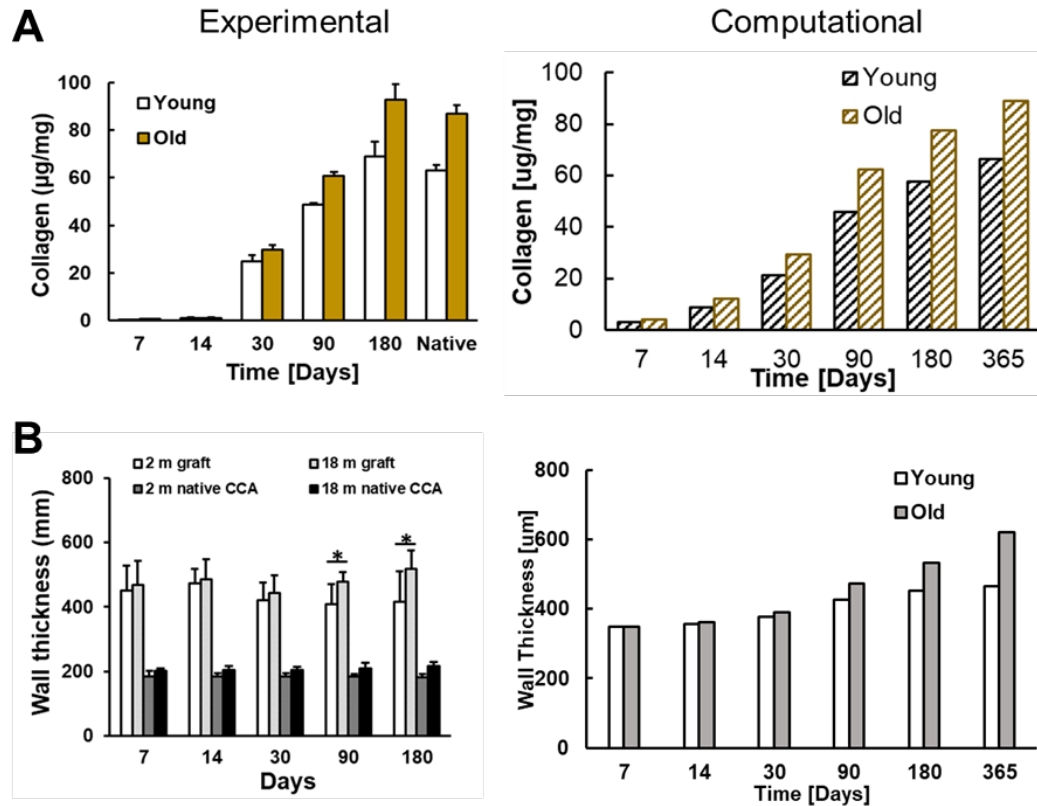 A
Experimental
Computational
Collagen (µg/mg)
100
80
60
40
20
0
Young
Old
7 14 30 90 180 Native
Time [Days]
Collagen [ug/mg]
100
80
60
40
20
0
Young
Old
7 14 30 90 180 365
Time [Days]
B
Wall thickness (mm)
800
600
400
200
0
2 m graft 18 m graft
2 m native CCA 18 m native CCA
* *
7 14 30 90 180
Days
Wall Thickness [um]
800
600
400
200
0
Young
Old
7 14 30 90 180 365
Time [Days]